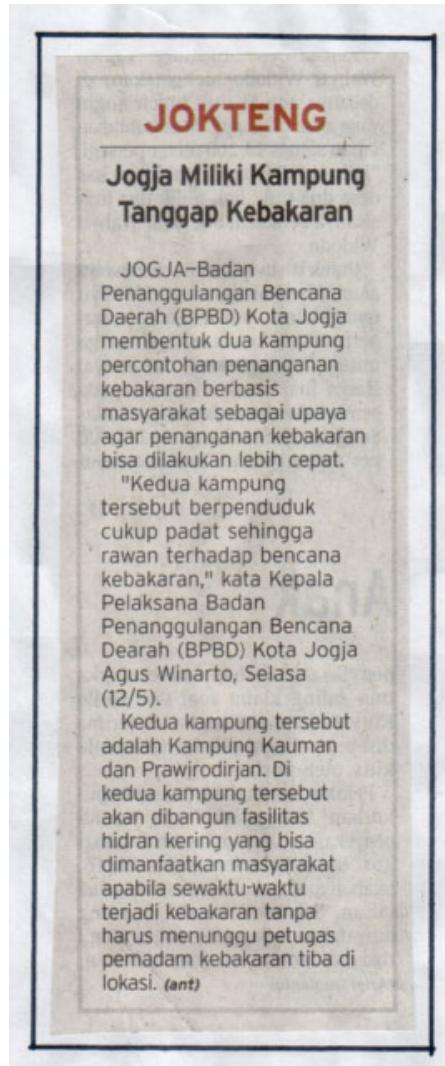 JOKTENG
Jogja Miliki Kampung
Tanggap Kebakaran
JOGJA–Badan
Penanggulangan Bencana
Daerah (BPBD) Kota Jogja
membentuk dua kampung
percontohan penanganan
kebakaran berbasis
masyarakat sebagai upaya
agar penanganan kebakaran
bisa dilakukan lebih cepat.
"Kedua kampung
tersebut berpenduduk
cukup padat sehingga
rawan terhadap bencana
kebakaran," kata Kepala
Pelaksana Badan
Penanggulangan Bencana
Dearah (BPBD) Kota Jogja
Agus Winarto, Selasa
(12/5).
Kedua kampung tersebut
adalah Kampung Kauman
dan Prawirodirjan. Di
kedua kampung tersebut
akan dibangun fasilitas
hidran kering yang bisa
dimanfaatkan masyarakat
apabila sewaktu-waktu
terjadi kebakaran tanpa
harus menunggu petugas
pemadam kebakaran tiba di
lokasi. (ant)